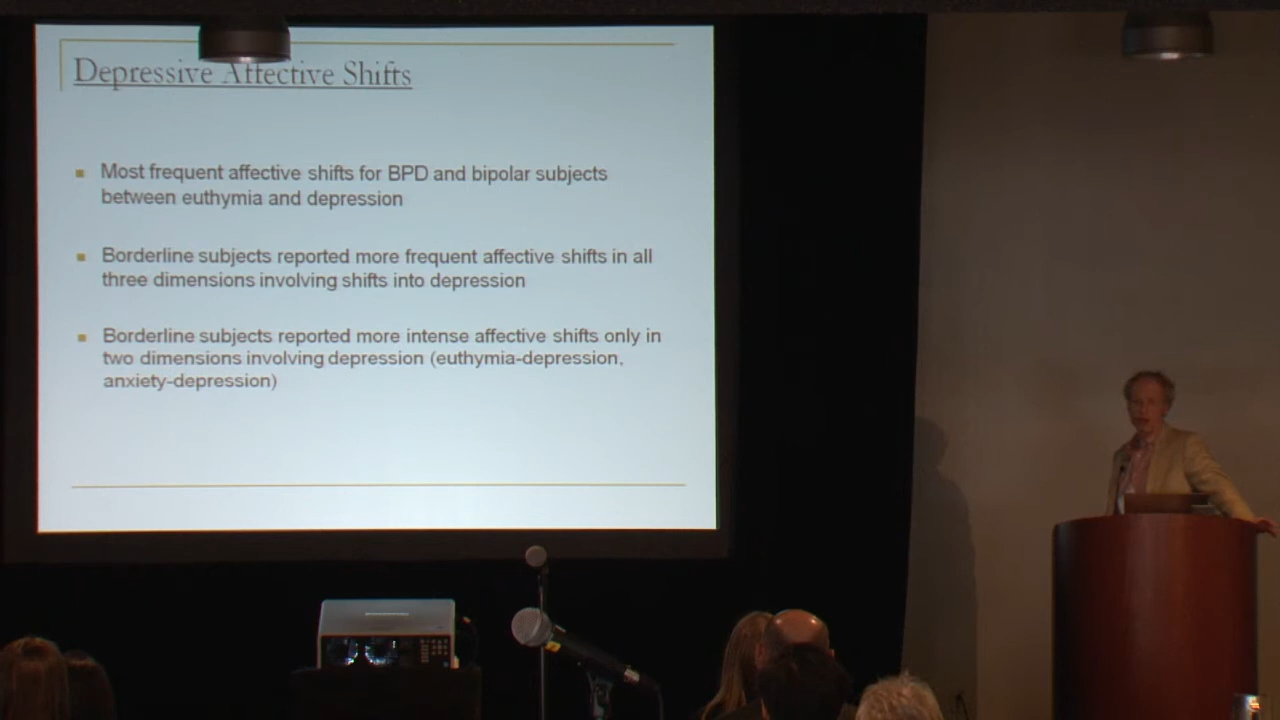 Depressive Affective Shifts
Most frequent affective shifts for BPD and bipolar subjects
between euthymia and depression
Borderline subjects reported more frequent affective shifts in all
three dimensions involving shifts into depression
Borderline subjects reported more intense affective shifts only in
two dimensions involving depression (euthymia-depression,
anxiety-depression)